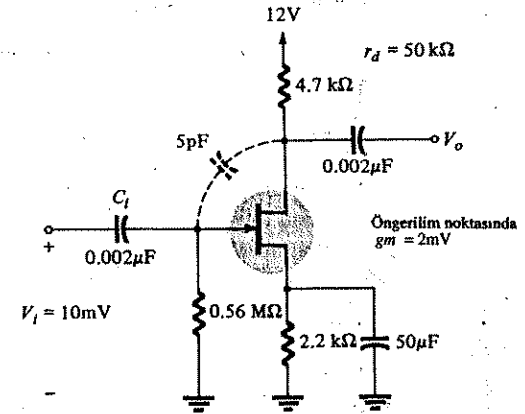 12V
r_d = 50 kΩ
4.7 kΩ
5pF
V_o
0.002μF
C_i
Öngerilim noktasında
gm = 2mV
+
0.002μF
V_i = 10mV
0.56 MΩ
2.2 kΩ
50μF
−